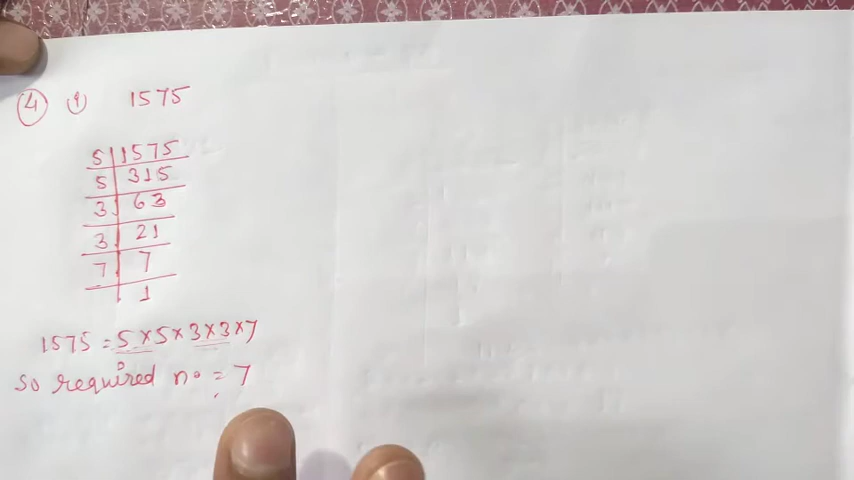 4 1 1575
5 1575
5 315
3 63
3 21
7 7
1
1575 = 5×5×3×3×7
So required no = 7